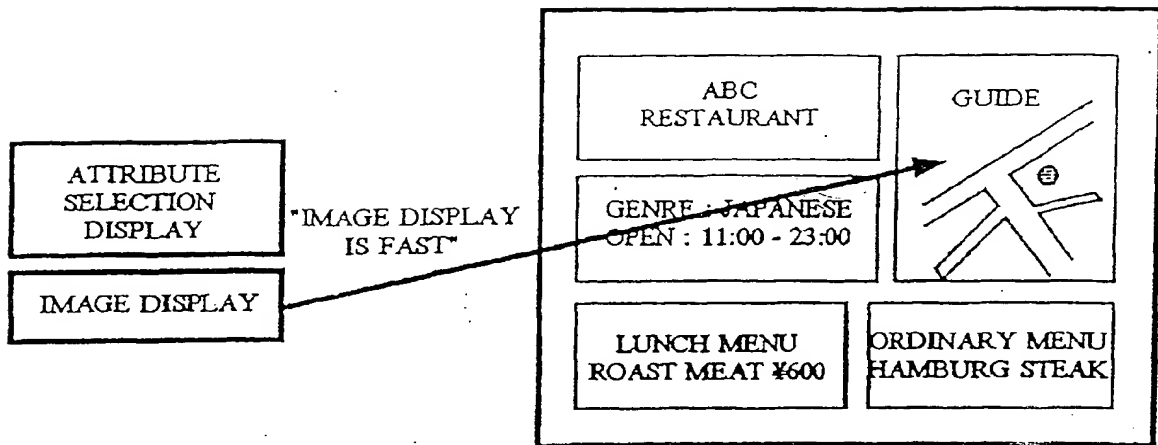 ATTRIBUTE
SELECTION
DISPLAY
IMAGE DISPLAY
"IMAGE DISPLAY
IS FAST"
ABC
RESTAURANT
GUIDE
GENRE : JAPANESE
OPEN : 11:00 - 23:00
LUNCH MENU
ROAST MEAT ¥600
ORDINARY MENU
HAMBURG STEAK